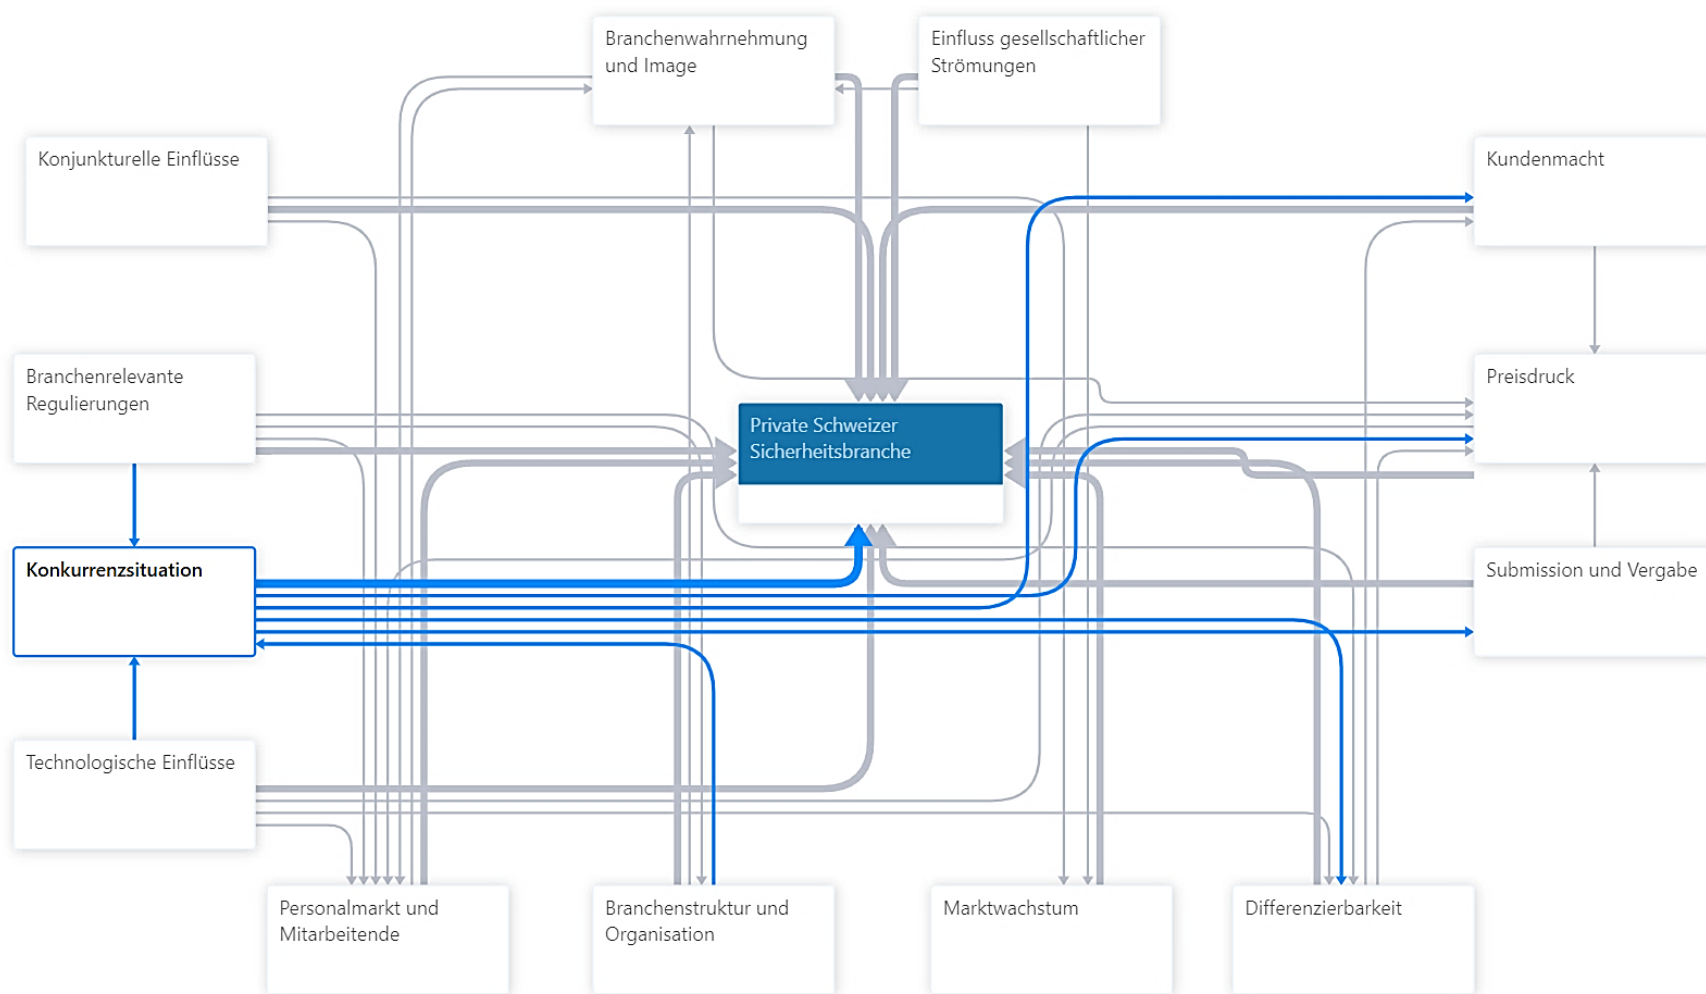 Branchenwahrnehmung
und Image
Einfluss gesellschaftlicher
Strömungen
Konjunkturelle Einflüsse
Kundenmacht
Branchenrelevante
Regulierungen
Preisdruck
Private Schweizer
Sicherheitsbranche
Konkurrenzsituation
Submission und Vergabe
Technologische Einflüsse
Personalmarkt und
Mitarbeitende
Branchenstruktur und
Organisation
Marktwachstum
Differenzierbarkeit